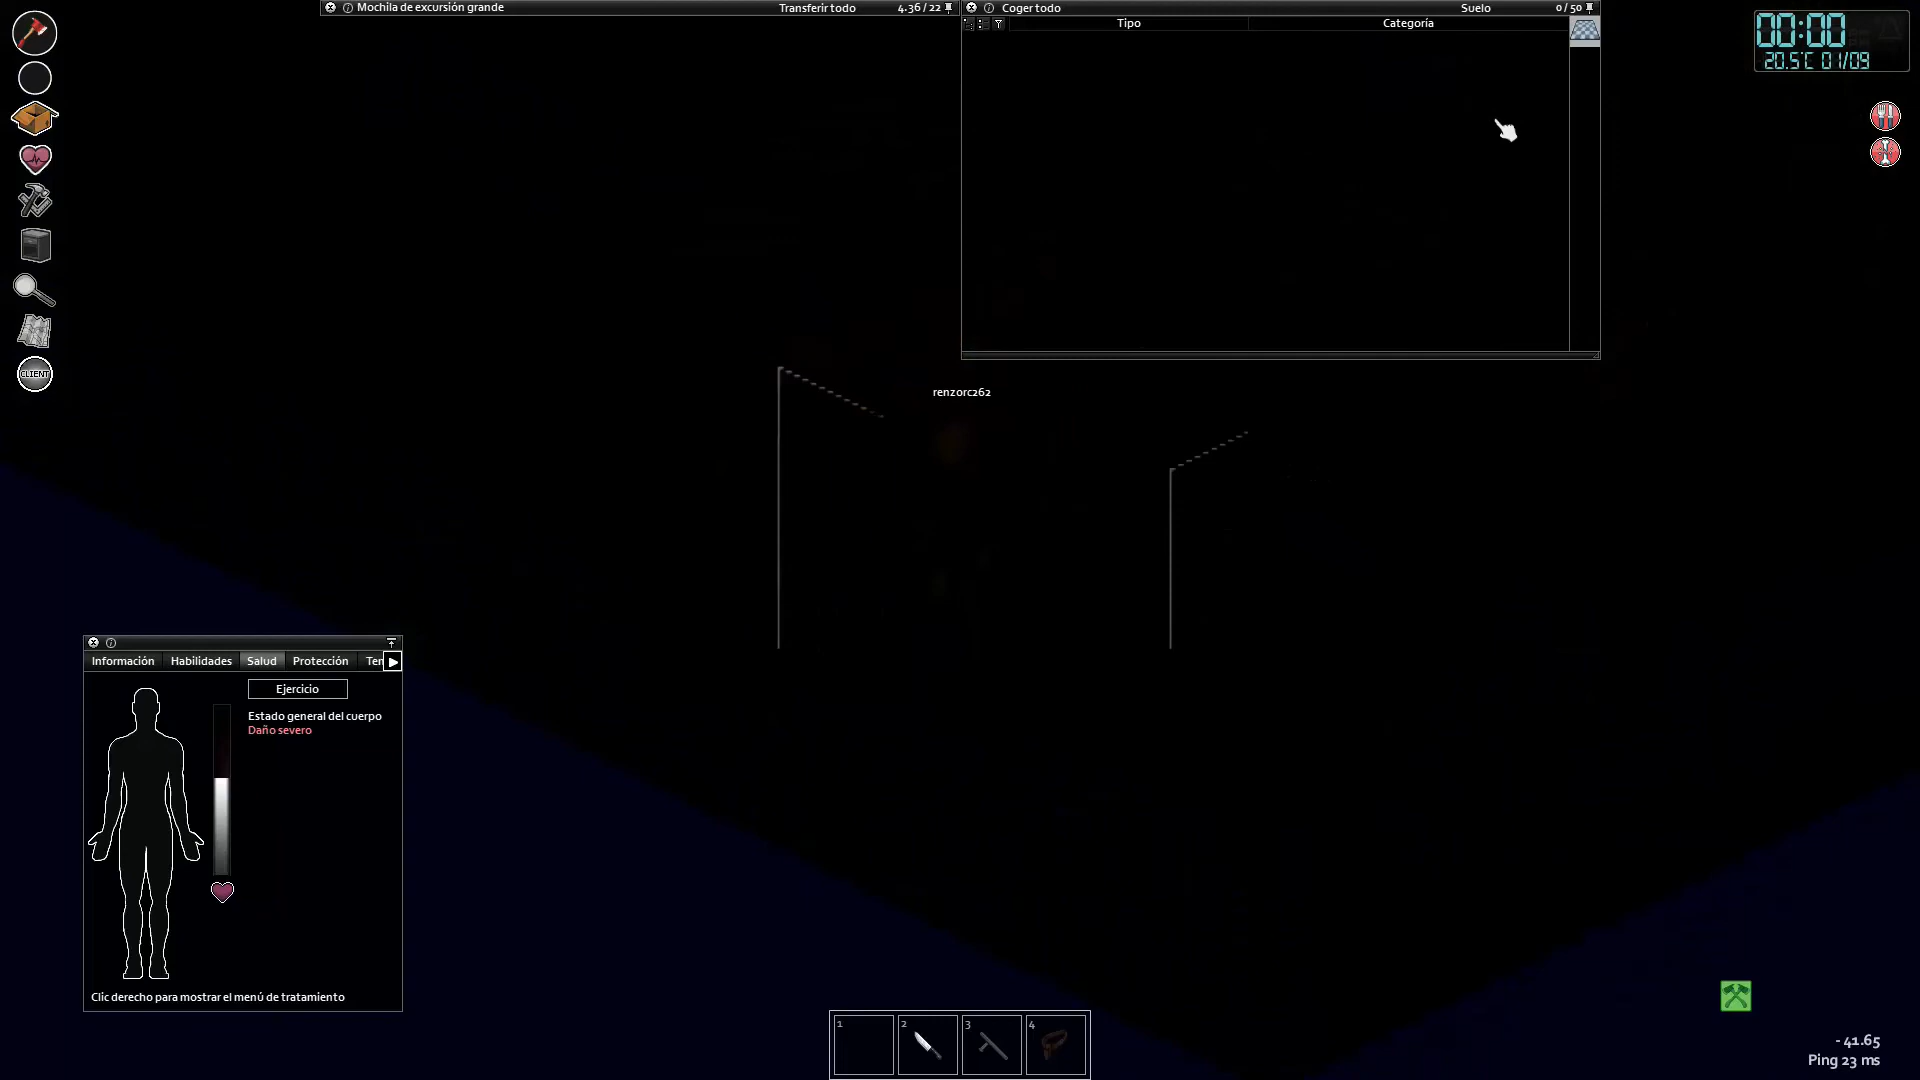 Mochila de excursión grande Transferir todo 4.36 / 22
Coger todo Suelo 0 / 50
Tipo Categoría
00:00
20.5°C 01/09
CLIENT
renzorc262
Información Habilidades Salud Protección Ten
Ejercicio
Estado general del cuerpo
Daño severo
Clic derecho para mostrar el menú de tratamiento
1 2 3 4
- 41.65
Ping 23 ms